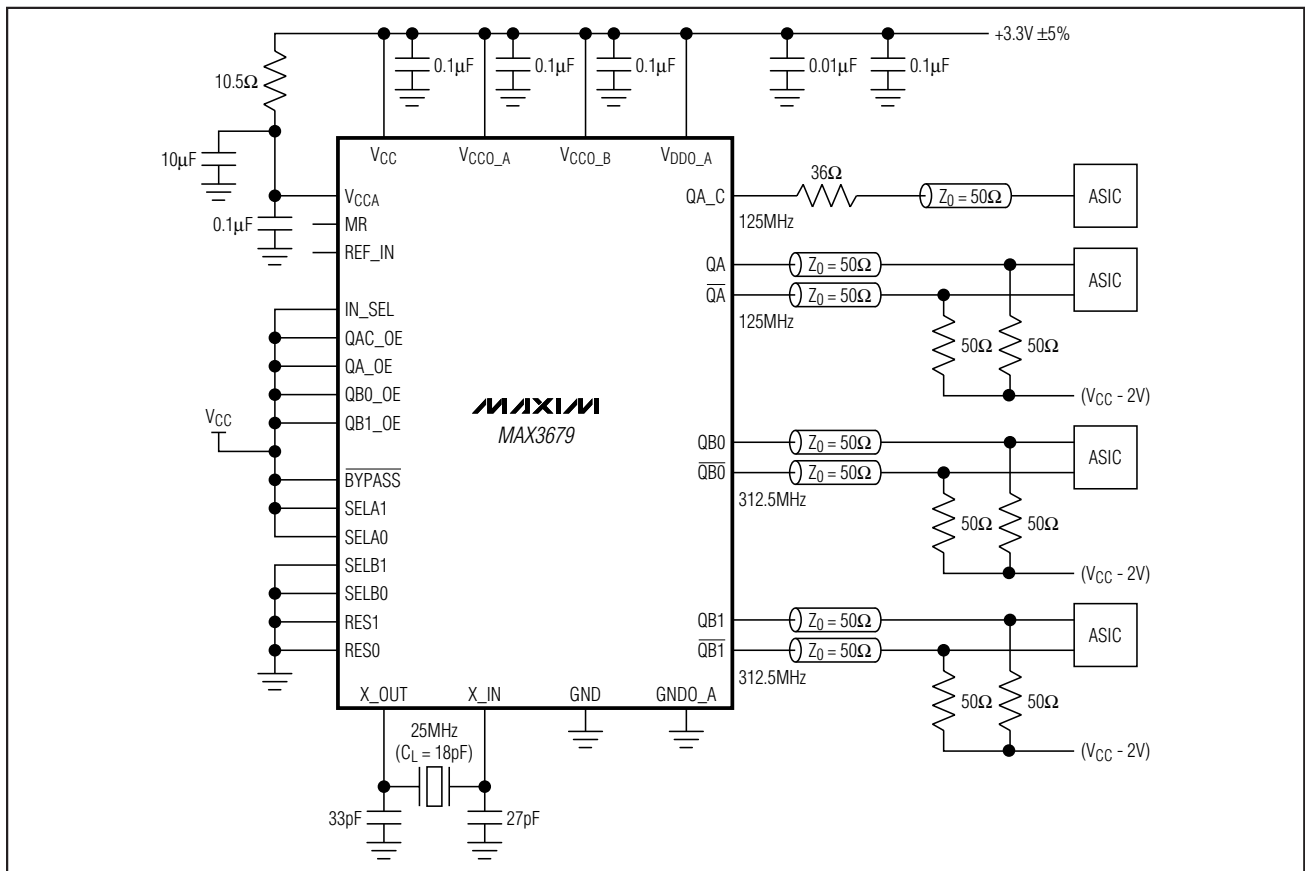 +3.3V ±5%
10.5Ω
0.1µF
0.1µF
0.1µF
0.01µF
0.1µF
10µF
0.1µF
VCC
VCCO_A
VCCO_B
VDDO_A
VCCA
MR
REF_IN
IN_SEL
QAC_OE
QA_OE
QB0_OE
QB1_OE
VCC
BYPASS
SELA1
SELA0
SELB1
SELB0
RES1
RES0
MAXIM
MAX3679
X_OUT
X_IN
GND
GNDO_A
25MHz
(CL = 18pF)
33pF
27pF
QA_C
36Ω
Z0 = 50Ω
ASIC
125MHz
QA
Z0 = 50Ω
QA
Z0 = 50Ω
ASIC
125MHz
50Ω
50Ω
(VCC - 2V)
QB0
Z0 = 50Ω
QB0
Z0 = 50Ω
ASIC
312.5MHz
50Ω
50Ω
(VCC - 2V)
QB1
Z0 = 50Ω
QB1
Z0 = 50Ω
ASIC
312.5MHz
50Ω
50Ω
(VCC - 2V)